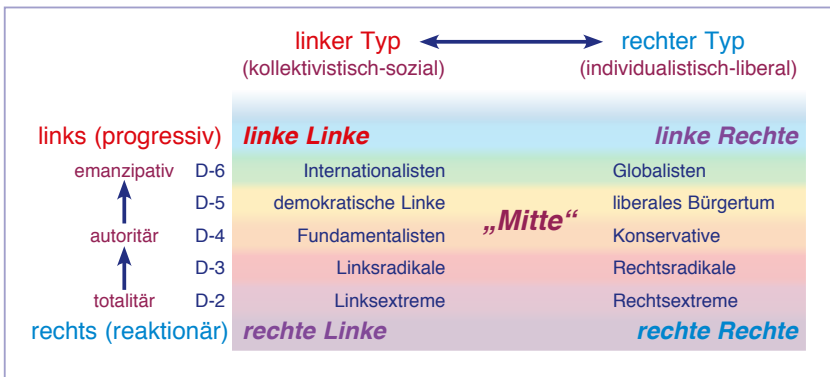 linker Typ rechter Typ
(kollektivistisch-sozial) (individualistisch-liberal)
links (progressiv) linke Linke linke Rechte
emanzipativ D-6 Internationalisten Globalisten
D-5 demokratische Linke liberales Bürgertum
„Mitte“
autoritär D-4 Fundamentalisten Konservative
D-3 Linksradikale Rechtsradikale
totalitär D-2 Linksextreme Rechtsextreme
rechts (reaktionär) rechte Linke rechte Rechte